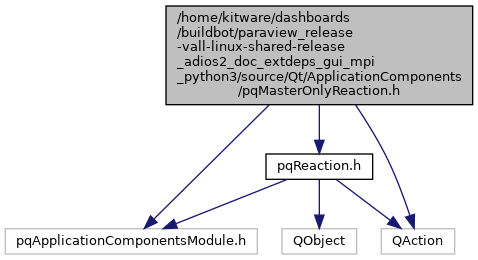 /home/kitware/dashboards
/buildbot/paraview_release
-vall-linux-shared-release
_adios2_doc_extdeps_gui_mpi
_python3/source/Qt/ApplicationComponents
/pqMasterOnlyReaction.h
pqReaction.h
pqApplicationComponentsModule.h
QObject
QAction